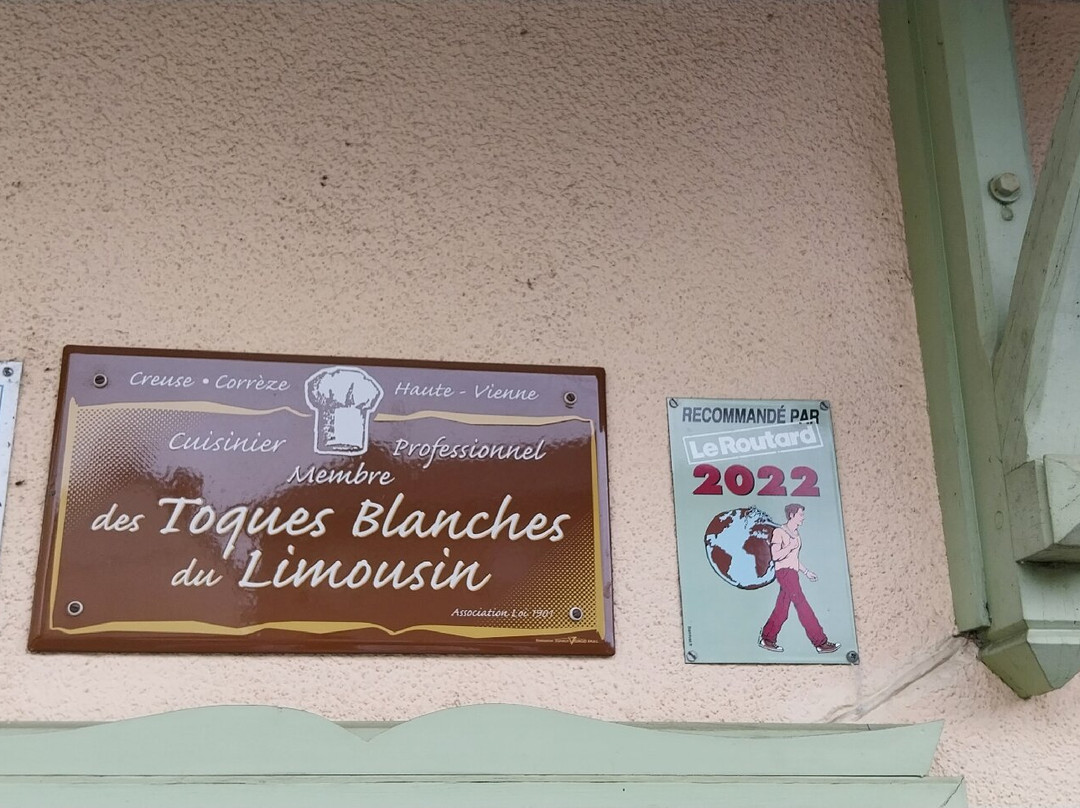 Creuse • Corrèze Haute - Vienne
Cuisinier Professionnel
Membre
des Toques Blanches
du Limousin
Association Loi 1901
RECOMMANDÉ PAR
Le Routard
2022